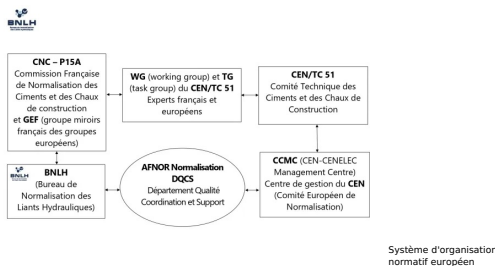 BNLH
CNC – P15A
Commission Française
de Normalisation des
Ciments et des Chaux
de construction
et GEF (groupe miroirs
français des groupes
européens)
WG (working group) et TG
(task group) du CEN/TC 51
Experts français et
européens
CEN/TC 51
Comité Technique des
Ciments et des Chaux de
Construction
BNLH
BNLH
(Bureau de
Normalisation des
Liants Hydrauliques)
AFNOR Normalisation
DQCS
Département Qualité
Coordination et Support
CCMC (CEN-CENELEC
Management Centre)
Centre de gestion du CEN
(Comité Européen de
Normalisation)
Système d'organisation
normatif européen